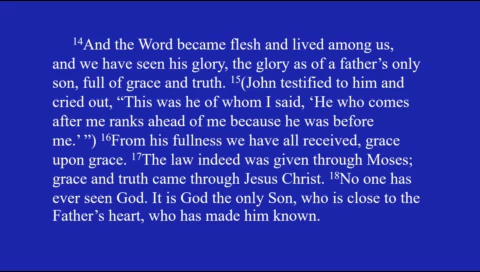 ¹⁴And the Word became flesh and lived among us,
and we have seen his glory, the glory as of a father’s only
son, full of grace and truth. ¹⁵(John testified to him and
cried out, “This was he of whom I said, ‘He who comes
after me ranks ahead of me because he was before
me.’ ”) ¹⁶From his fullness we have all received, grace
upon grace. ¹⁷The law indeed was given through Moses;
grace and truth came through Jesus Christ. ¹⁸No one has
ever seen God. It is God the only Son, who is close to the
Father’s heart, who has made him known.